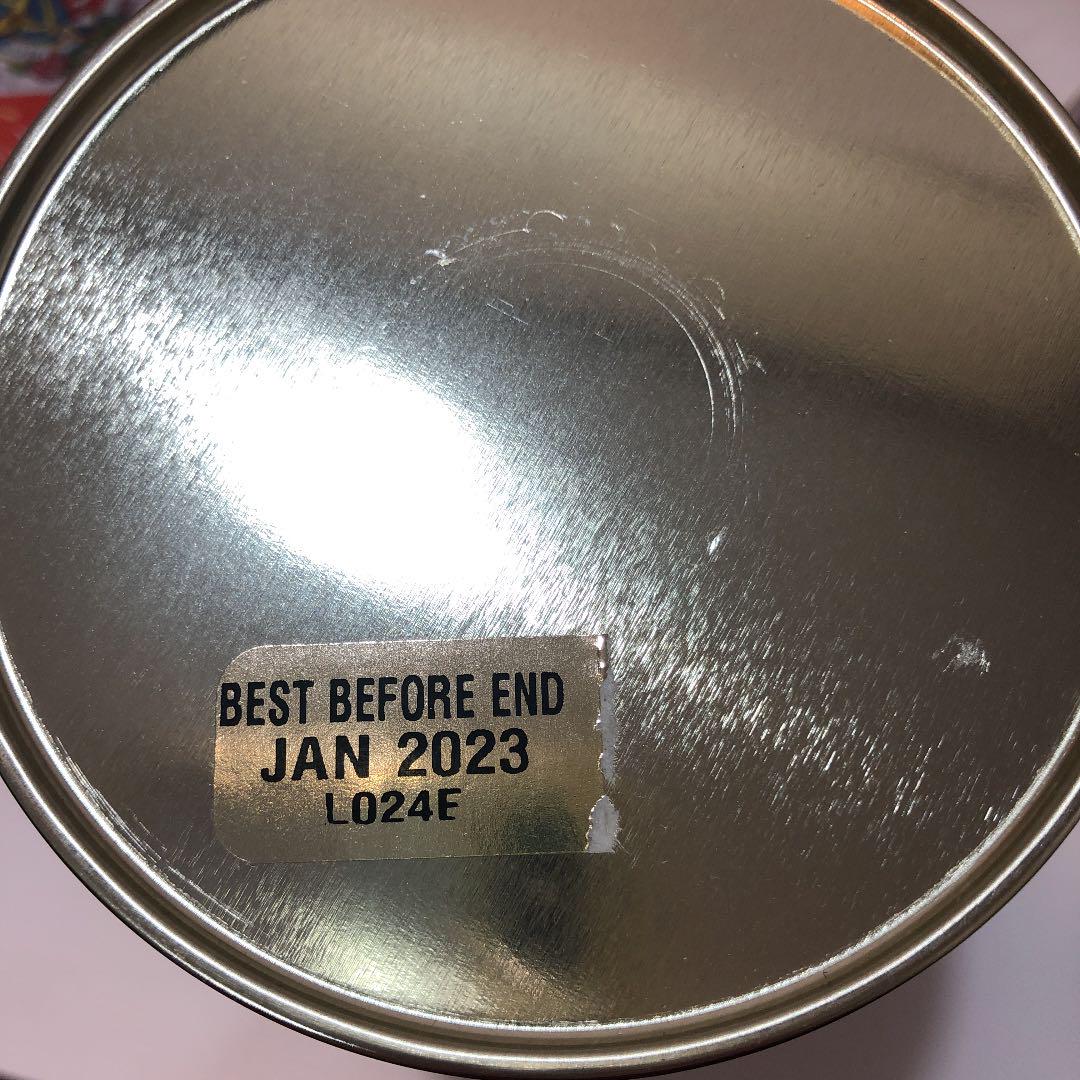 BEST BEFORE END
JAN 2023
L024E